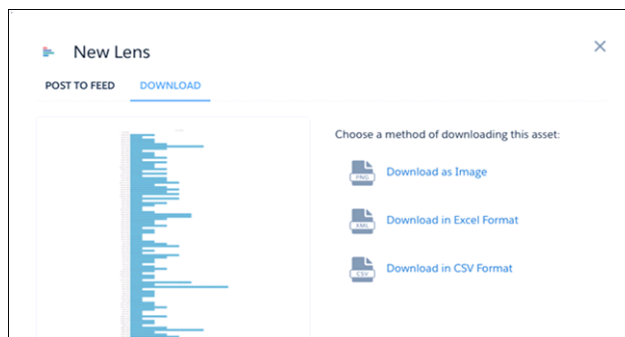 New Lens
POST TO FEED DOWNLOAD
Choose a method of downloading this asset:
PNG Download as Image
XML Download in Excel Format
CSV Download in CSV Format